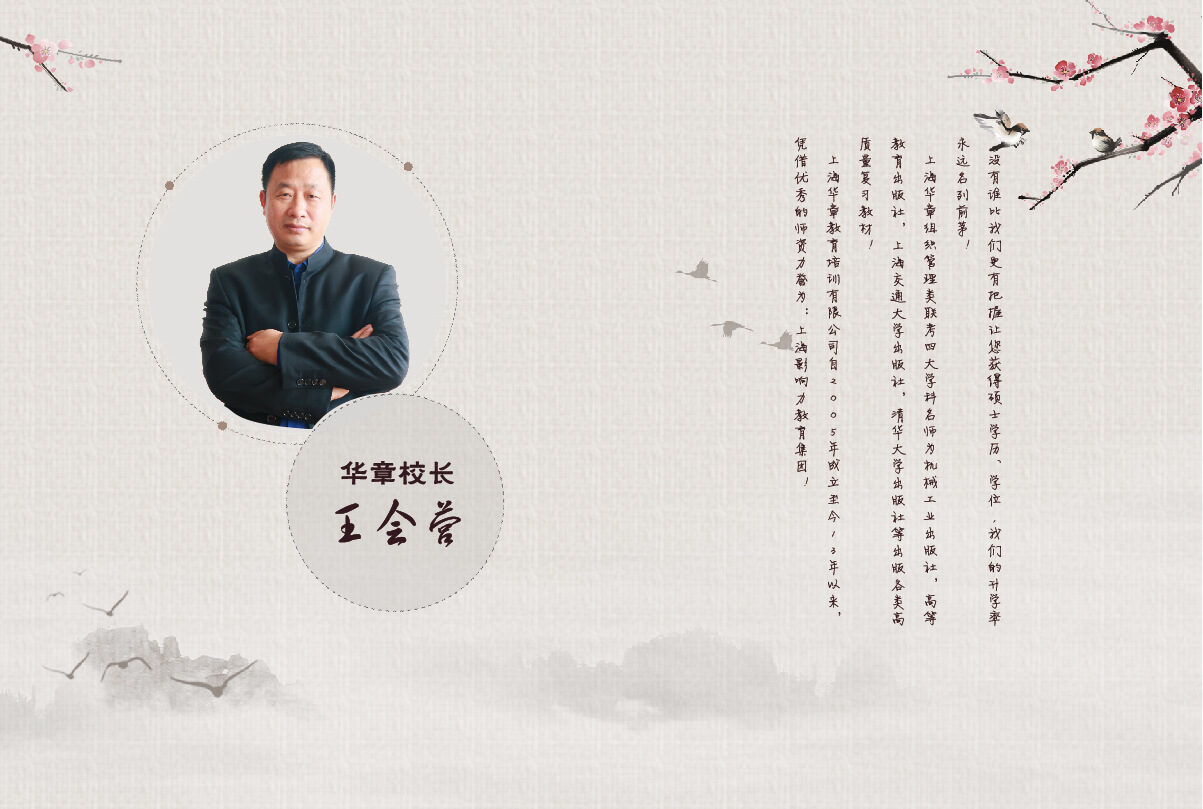 华章校长
王会营
没有谁比我们更有把握让您获得硕士学历、学位，我们的升学率
永远名列前茅！
上海华章组织管理类联考四大学科名师为机械工业出版社，高等
教育出版社，上海交通大学出版社，清华大学出版社等出版各类高
质量复习教材！
上海华章教育培训有限公司自2005年成立至今13年以来，
凭借优秀的师资力誉为：上海影响力教育集团！